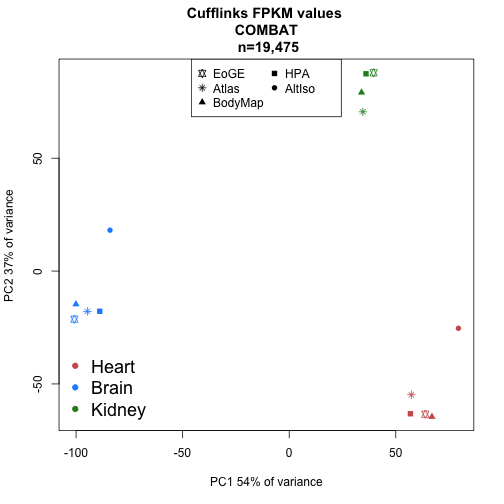 Cufflinks FPKM values
COMBAT
n=19,475
EoGE HPA
Atlas AltIso
BodyMap
PC2 37% of variance
50
0
-50
Heart
Brain
Kidney
-100 -50 0 50
PC1 54% of variance